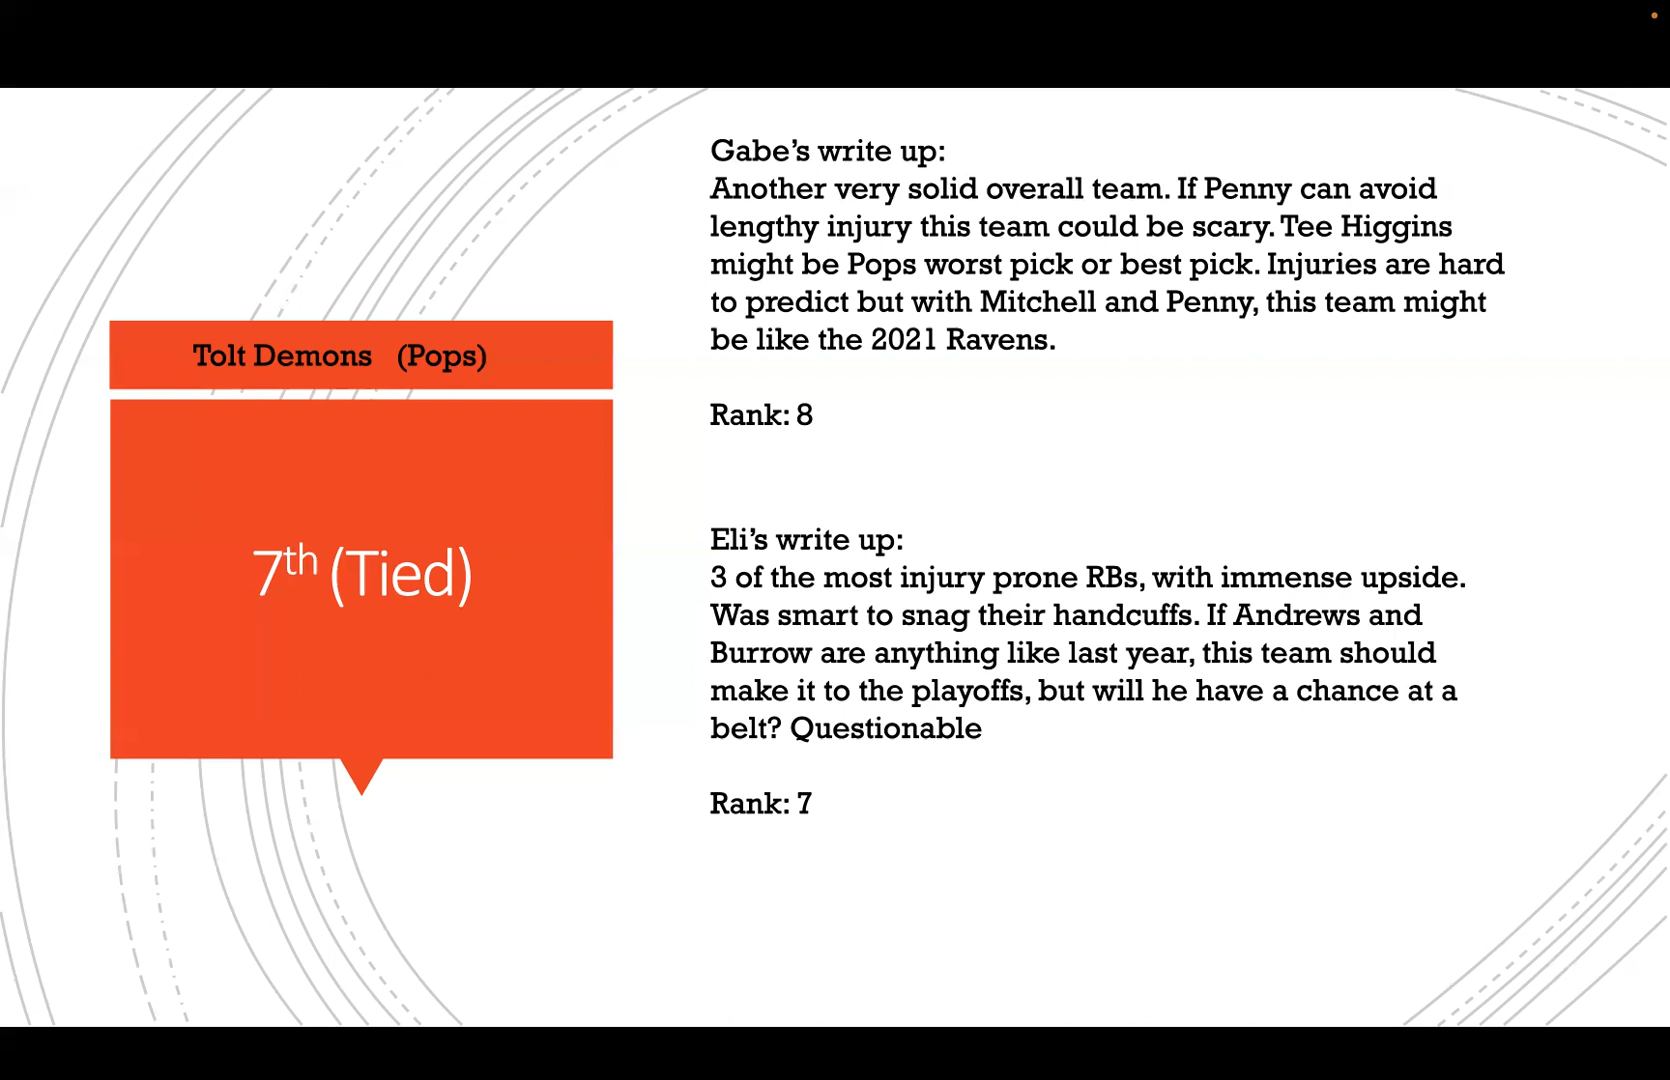 Tolt Demons (Pops)
7th (Tied)
Gabe’s write up:
Another very solid overall team. If Penny can avoid
lengthy injury this team could be scary. Tee Higgins
might be Pops worst pick or best pick. Injuries are hard
to predict but with Mitchell and Penny, this team might
be like the 2021 Ravens.
Rank: 8
Eli’s write up:
3 of the most injury prone RBs, with immense upside.
Was smart to snag their handcuffs. If Andrews and
Burrow are anything like last year, this team should
make it to the playoffs, but will he have a chance at a
belt? Questionable
Rank: 7